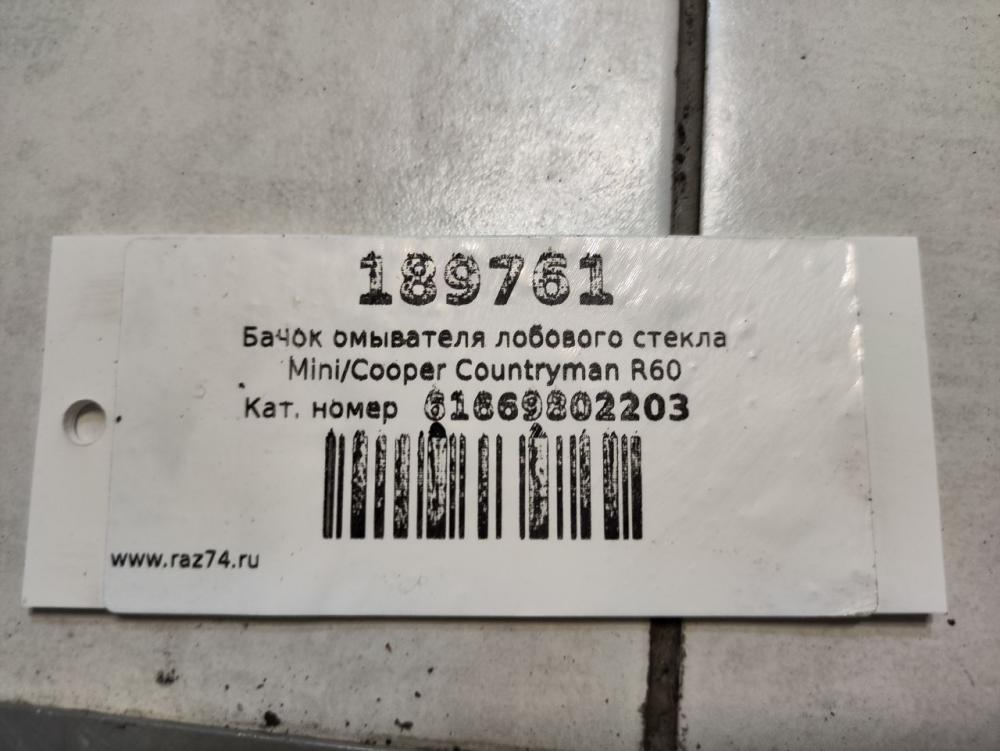 189761
Бачок омывателя лобового стекла
Mini/Cooper Countryman R60
Кат. номер 61669802203
www.raz74.ru